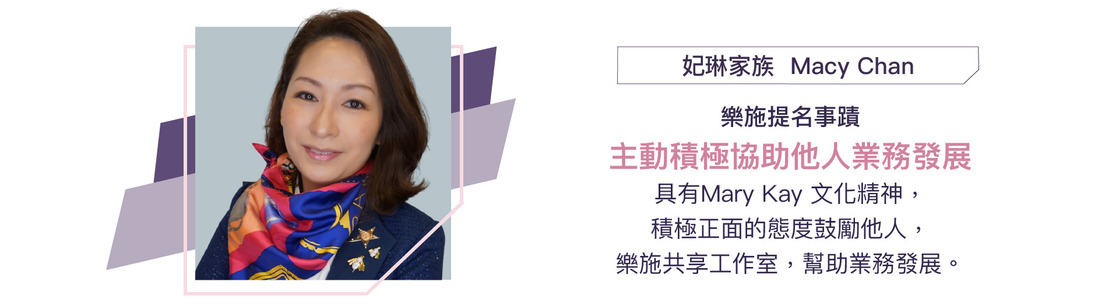 妃琳家族 Macy Chan
樂施提名事蹟
主動積極協助他人業務發展
具有Mary Kay 文化精神，
積極正面的態度鼓勵他人，
樂施共享工作室，幫助業務發展。